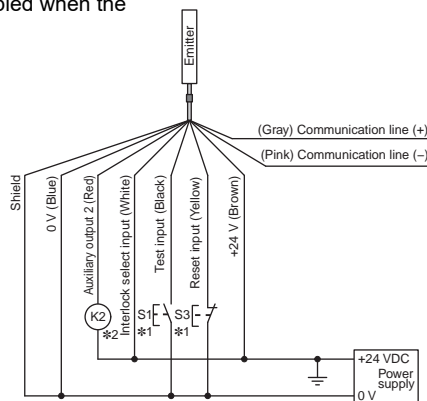 bled when the
Emitter
(Gray) Communication line (+)
(Pink) Communication line (−)
Shield
0 V (Blue)
Auxiliary output 2 (Red)
Interlock select input (White)
Test input (Black)
Reset input (Yellow)
+24 V (Brown)
K2
✻2
S1
✻1
S3
✻1
+24 VDC
Power
supply
0 V